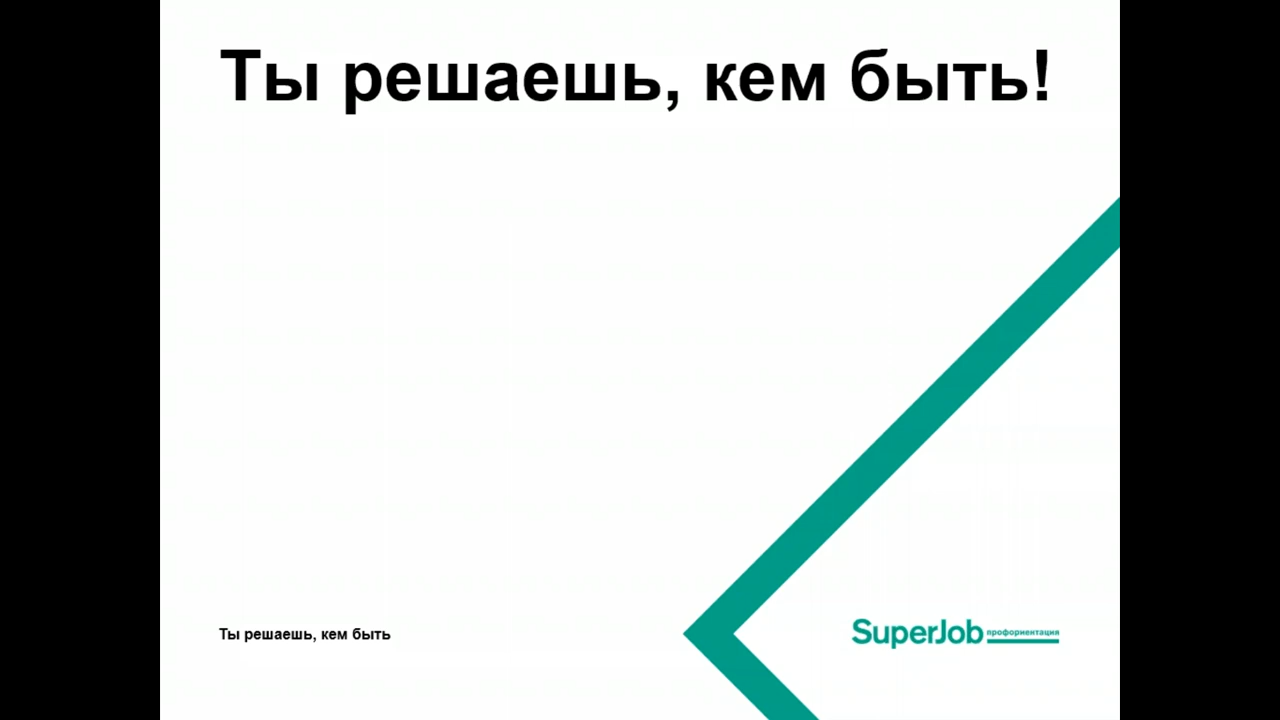 Ты решаешь, кем быть!
Ты решаешь, кем быть
SuperJob профориентация